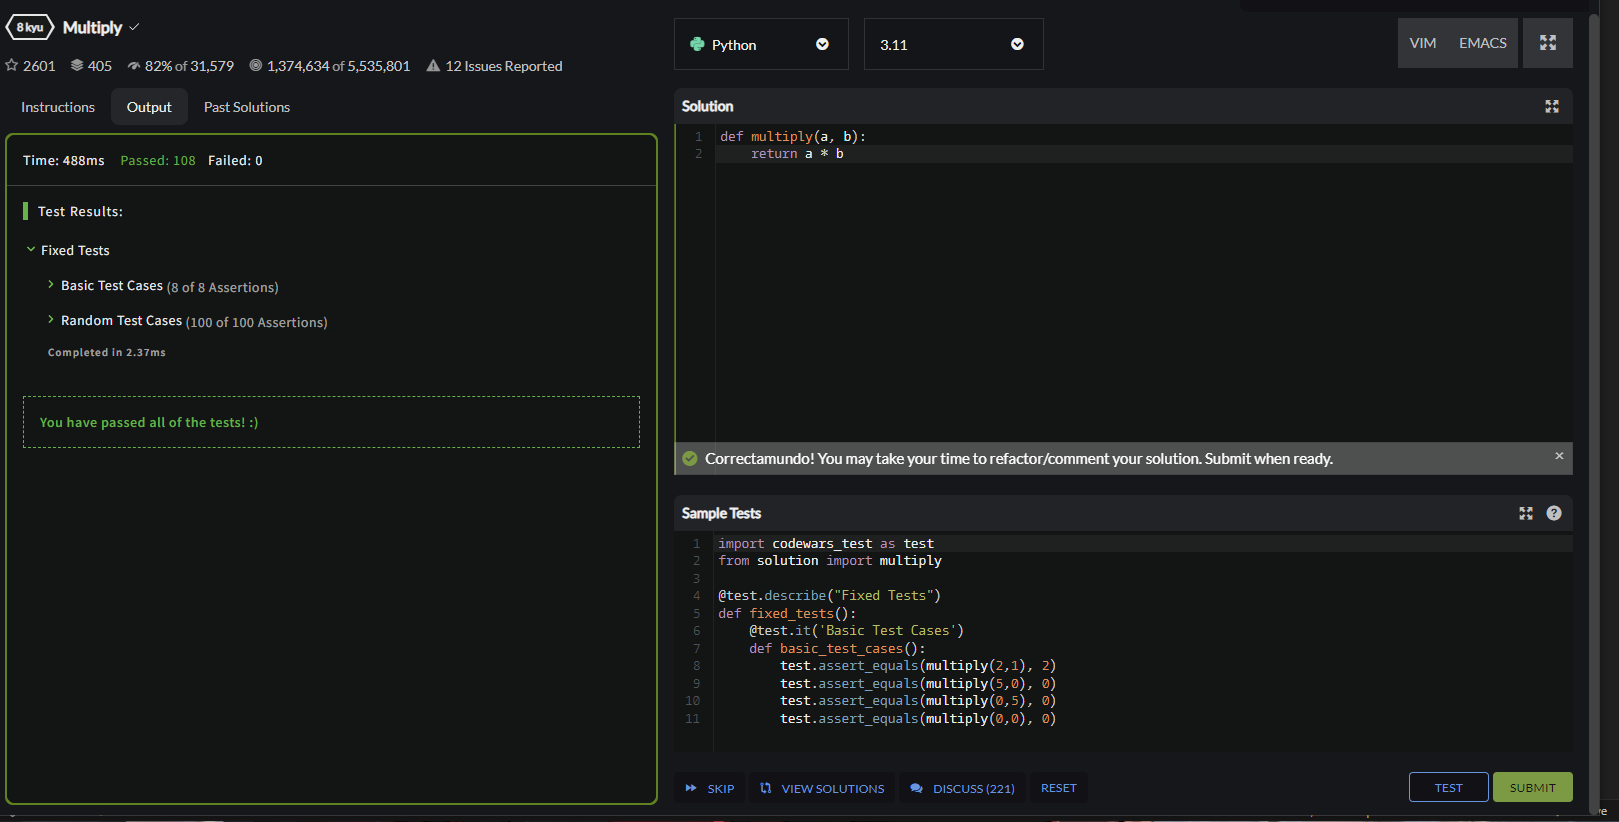 8 kyu Multiply
2601 405 82% of 31,579 1,374,634 of 5,535,801 12 Issues Reported
Instructions Output Past Solutions
Time: 488ms Passed: 108 Failed: 0
Test Results:
Fixed Tests
Basic Test Cases (8 of 8 Assertions)
Random Test Cases (100 of 100 Assertions)
Completed in 2.37ms
You have passed all of the tests! :)
Python 3.11 VIM EMACS
Solution
1 def multiply(a, b):
2     return a * b
Correctamundo! You may take your time to refactor/comment your solution. Submit when ready. ×
Sample Tests ?
1 import codewars_test as test
2 from solution import multiply
3
4 @test.describe("Fixed Tests")
5 def fixed_tests():
6     @test.it('Basic Test Cases')
7     def basic_test_cases():
8         test.assert_equals(multiply(2,1), 2)
9         test.assert_equals(multiply(5,0), 0)
10         test.assert_equals(multiply(0,5), 0)
11         test.assert_equals(multiply(0,0), 0)
SKIP VIEW SOLUTIONS DISCUSS (221) RESET TEST SUBMIT